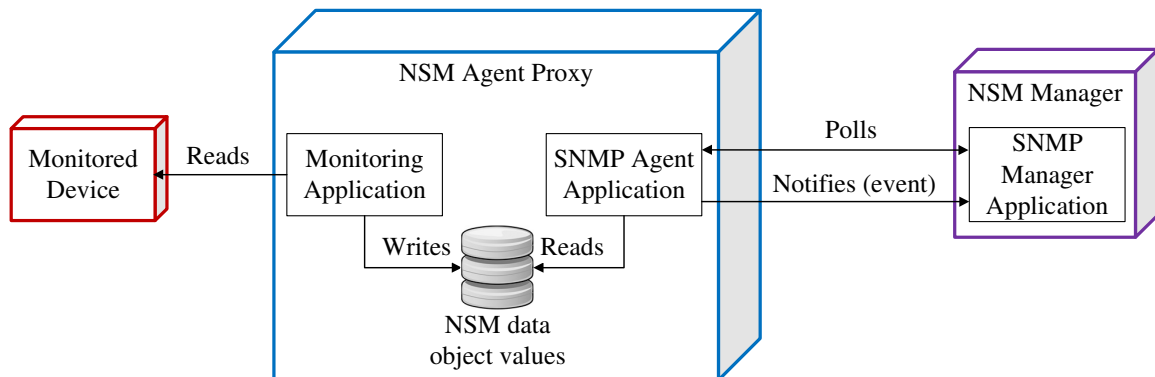 NSM Agent Proxy
NSM Manager
Monitored
Device
Reads
Monitoring
Application
SNMP Agent
Application
Polls
Notifies (event)
SNMP
Manager
Application
Writes
Reads
NSM data
object values